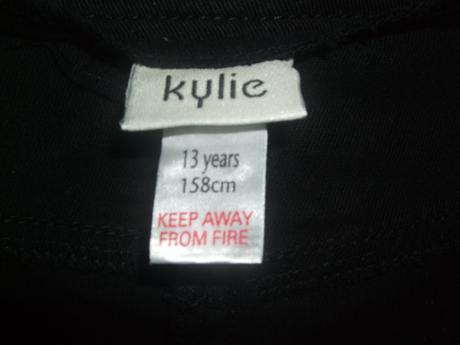 kylie
13 years
158cm
KEEP AWAY
FROM FIRE